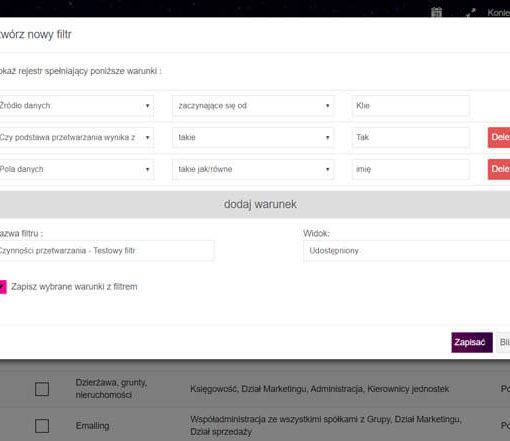 Konie
twórz nowy filtr
okaż rejestr spełniający poniższe warunki :
Źródło danych: zaczynające się od Klie
Czy podstawa przetwarzania wynika z takie Tak Dele
Pola danych takie jak/równe imię Dele
dodaj warunek
azwa filtru : Widok:
Czynności przetwarzania - Testowy filtr Udostępniony
Zapisz wybrane warunki z filtrem
Zapisać Bli
Dzierżawa, grunty, nieruchomości Księgowość, Dział Marketingu, Administracja, Kierownicy jednostek Po
Emailing Współadministracja ze wszystkimi spółkami z Grupy, Dział Marketingu, Dział sprzedaży Po